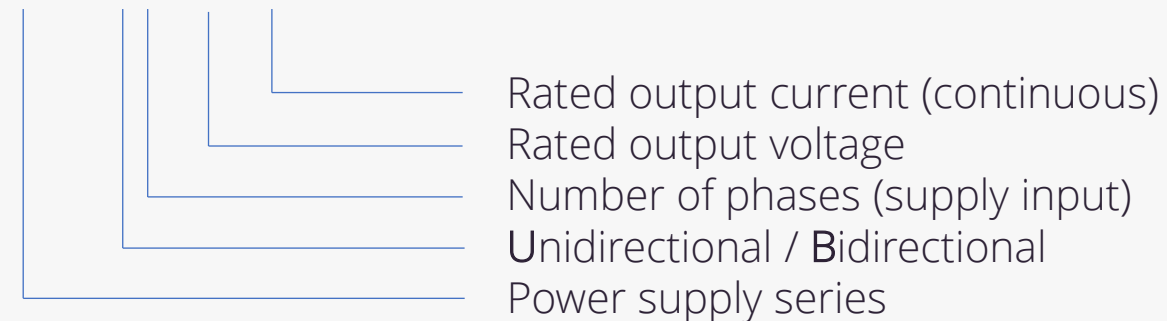 Rated output current (continuous)
Rated output voltage
Number of phases (supply input)
Unidirectional / Bidirectional
Power supply series